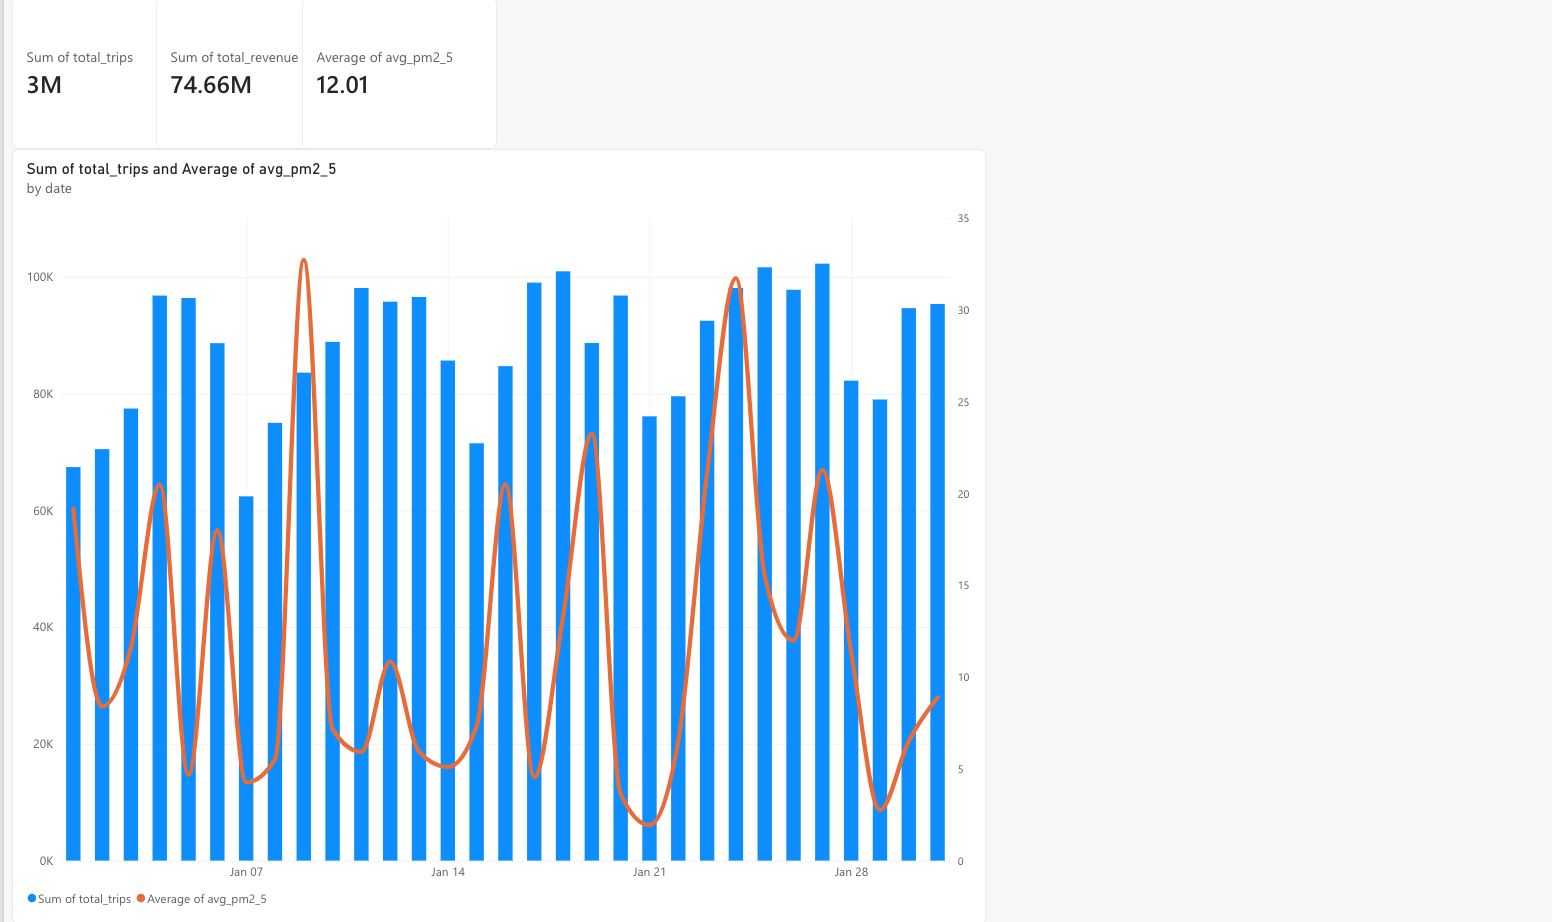 Sum of total_trips
3M
Sum of total_revenue
74.66M
Average of avg_pm2_5
12.01
Sum of total_trips and Average of avg_pm2_5
by date
100K
80K
60K
40K
20K
0K
35
30
25
20
15
10
5
0
Jan 07
Jan 14
Jan 21
Jan 28
Sum of total_trips
Average of avg_pm2_5